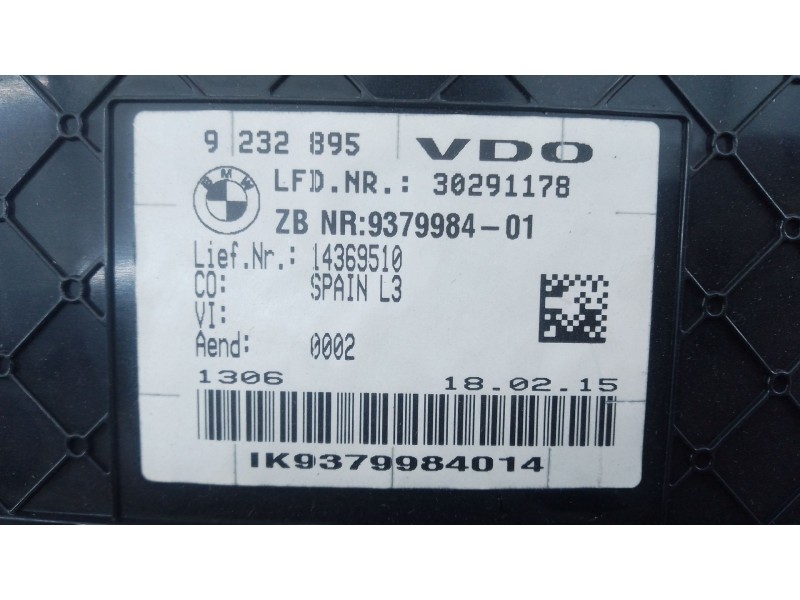 9 232 895 VDO
BMW
LFD.NR.: 30291178
ZB NR:9379984-01
Lief.Nr.: 14369510
CO: SPAIN L3
VI:
Aend: 0002
1306 18.02.15
IK9379984014